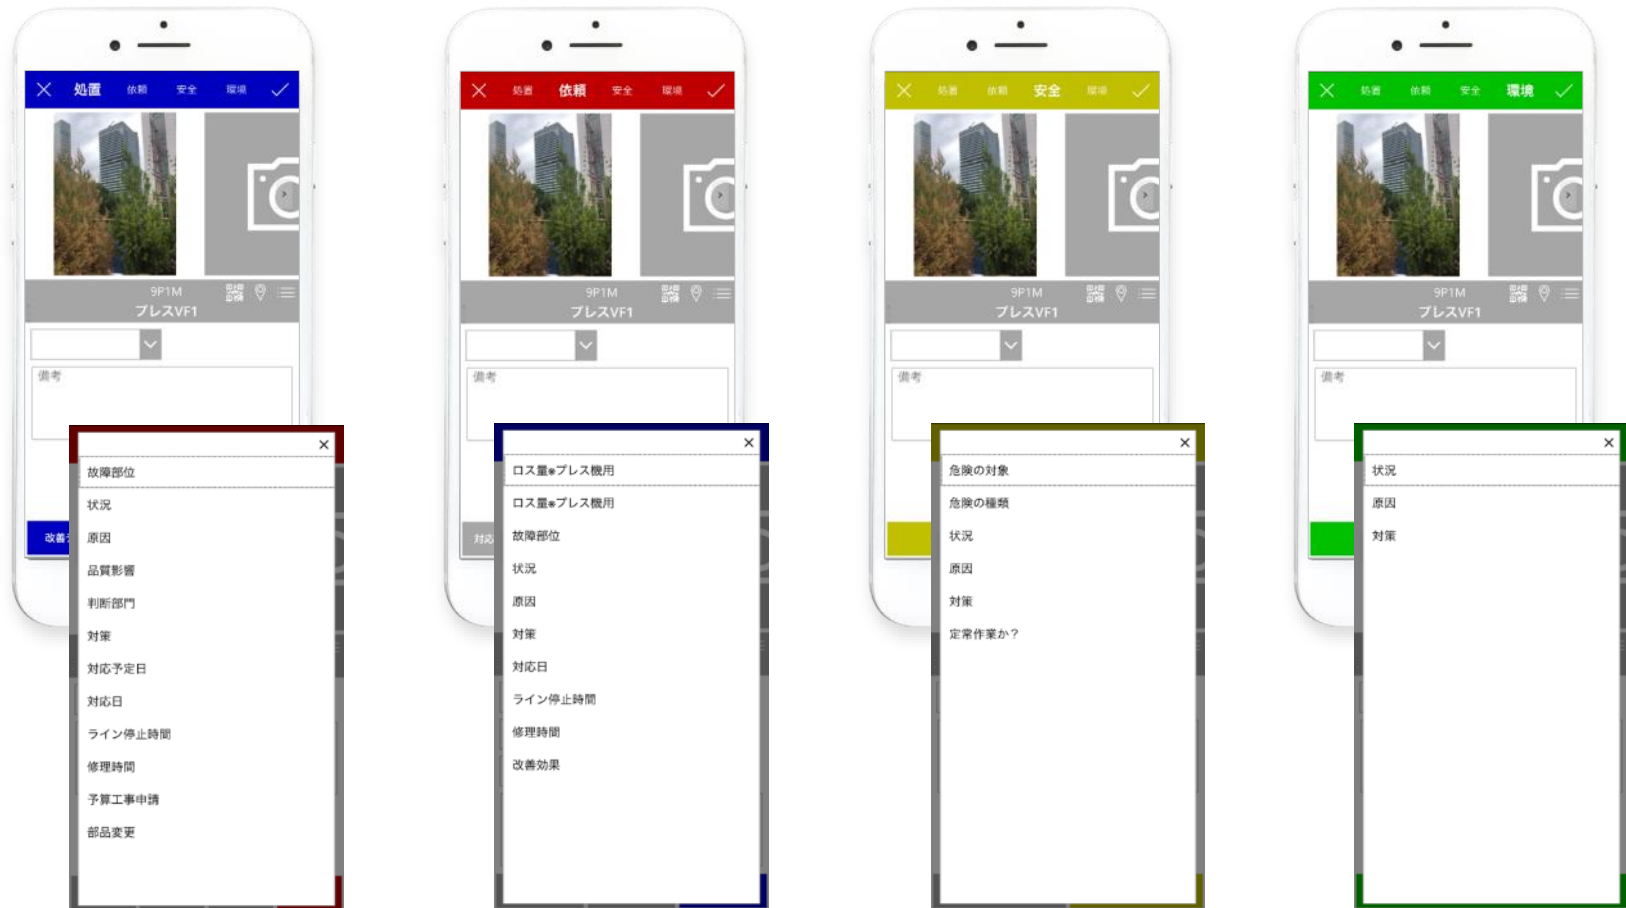 処置 依頼 安全 環境
9P1M
プレスVF1
備考
改善
故障部位
状況
原因
品質影響
判断部門
対策
対応予定日
対応日
ライン停止時間
修理時間
予算工事申請
部品変更
処置 依頼 安全 環境
9P1M
プレスVF1
備考
対応
ロス量※プレス機用
ロス量※プレス機用
故障部位
状況
原因
対策
対応日
ライン停止時間
修理時間
改善効果
処置 依頼 安全 環境
9P1M
プレスVF1
備考
危険の対象
危険の種類
状況
原因
対策
定常作業か？
処置 依頼 安全 環境
9P1M
プレスVF1
備考
状況
原因
対策